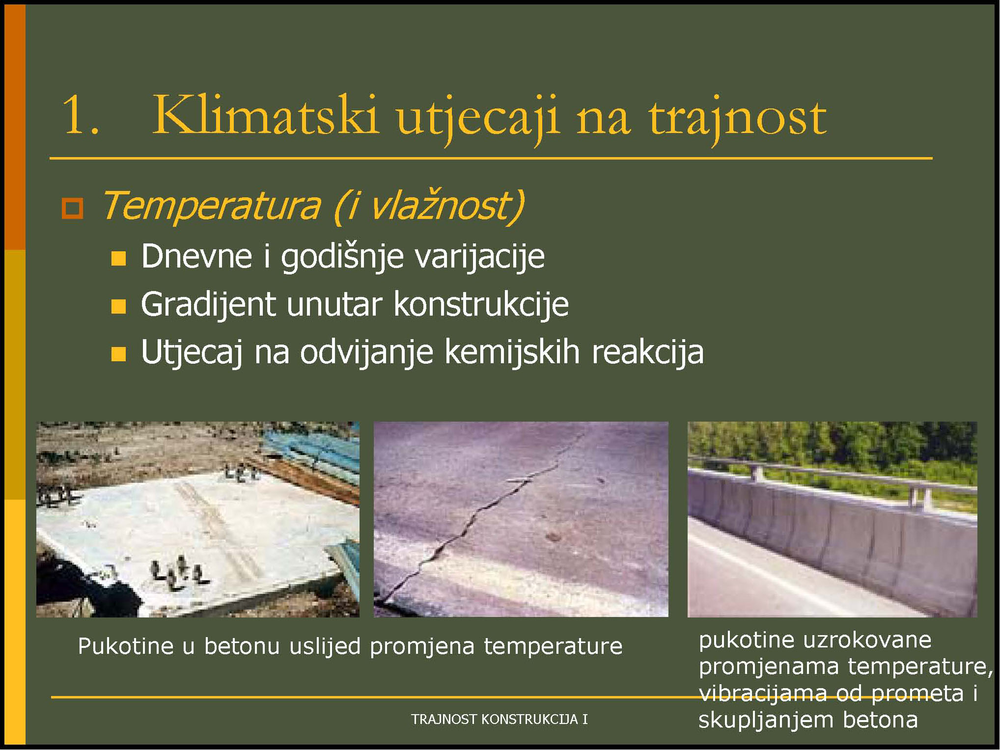 1. Klimatski utjecaji na trajnost
Temperatura (i vlažnost)
Dnevne i godišnje varijacije
Gradijent unutar konstrukcije
Utjecaj na odvijanje kemijskih reakcija
Pukotine u betonu uslijed promjena temperature
pukotine uzrokovane
promjenama temperature,
vibracijama od prometa i
skupljanjem betona
TRAJNOST KONSTRUKCIJA I